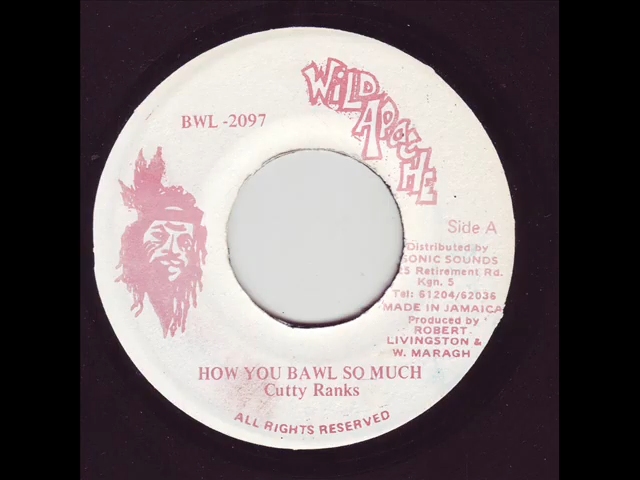 WILD
APACHE
BWL -2097
Side A
Distributed by
SONIC SOUNDS
25 Retirement Rd.
Kgn. 5
Tel: 61204/62036
MADE IN JAMAICA
Produced by
ROBERT
LIVINGSTON &
W. MARAGH
HOW YOU BAWL SO MUCH
Cutty Ranks
ALL RIGHTS RESERVED